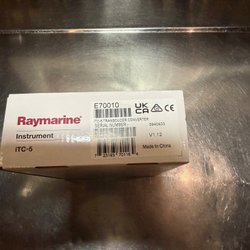 Raymarine®
E70010
UK
CA
CE
ITC-5 TRANSDUCER CONVERTER
SERIAL NUMBER
0940633
Instrument
V1.12
iTC-5
Made in China